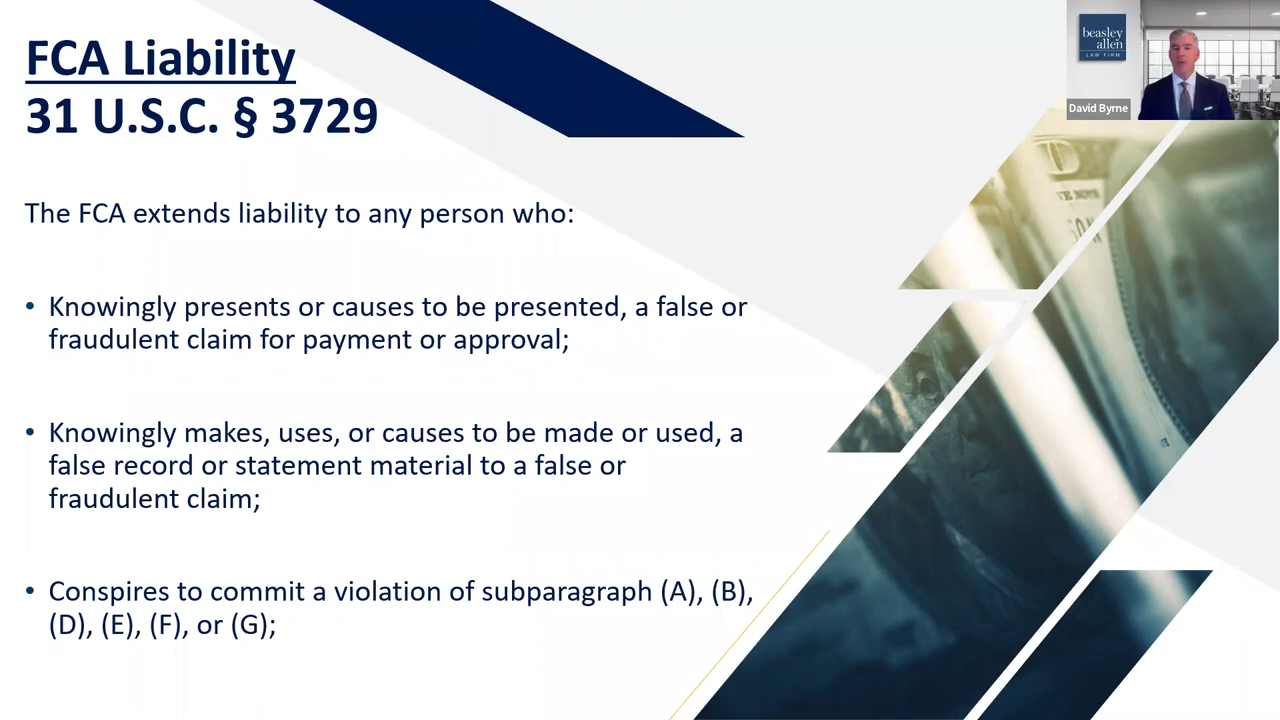 FCA Liability
31 U.S.C. § 3729
The FCA extends liability to any person who:
• Knowingly presents or causes to be presented, a false or
fraudulent claim for payment or approval;
• Knowingly makes, uses, or causes to be made or used, a
false record or statement material to a false or
fraudulent claim;
• Conspires to commit a violation of subparagraph (A), (B),
(D), (E), (F), or (G);
beasley
allen
LAW FIRM
David Byrne